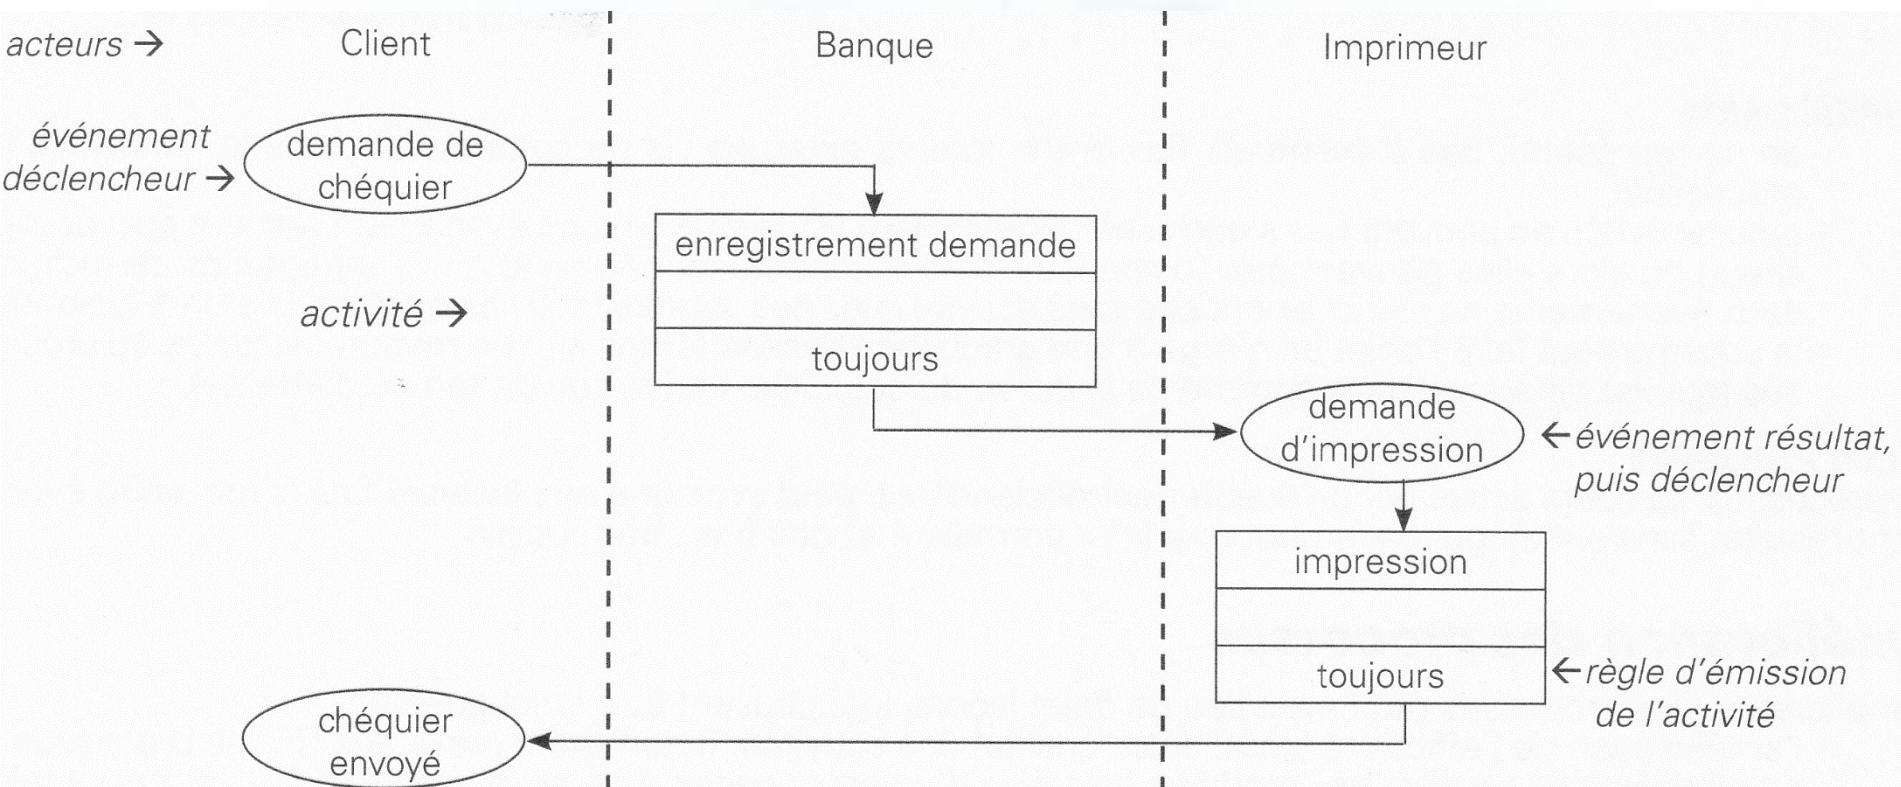 acteurs → Client Banque Imprimeur
événement
déclencheur →
demande de
chéquier
enregistrement demande
activité →
toujours
demande
d'impression
← événement résultat,
puis déclencheur
impression
toujours
← règle d'émission
de l'activité
chéquier
envoyé